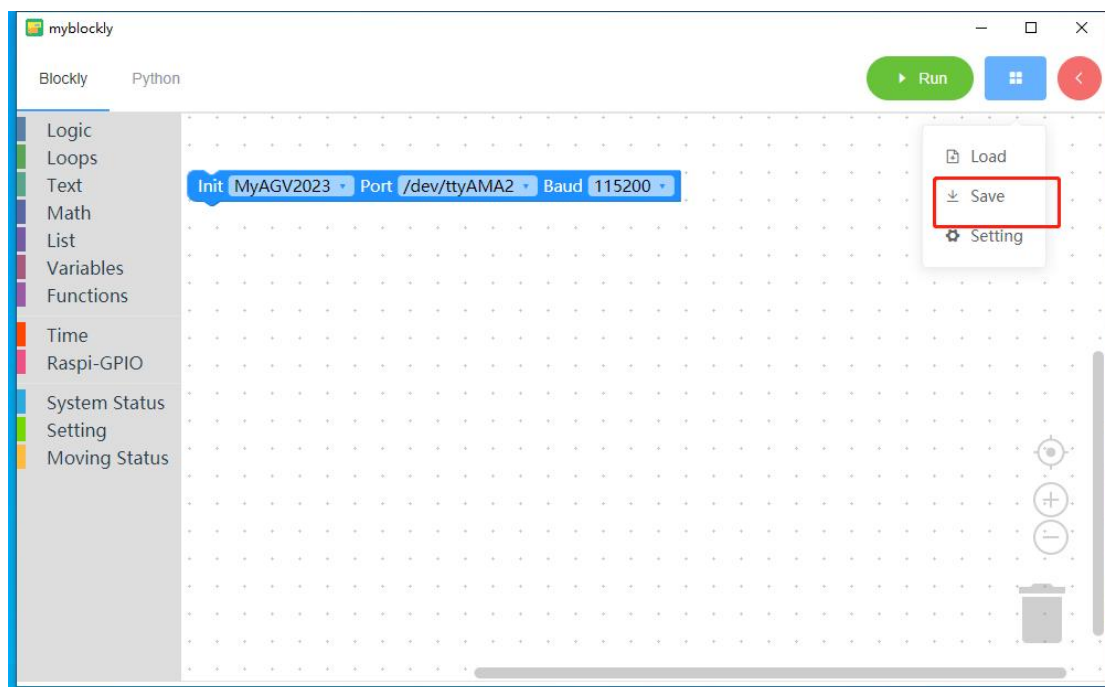 myblockly
Blockly Python Run
Logic
Loops
Text
Math
List
Variables
Functions
Time
Raspi-GPIO
System Status
Setting
Moving Status
Init MyAGV2023 Port /dev/ttyAMA2 Baud 115200
Load
Save
Setting